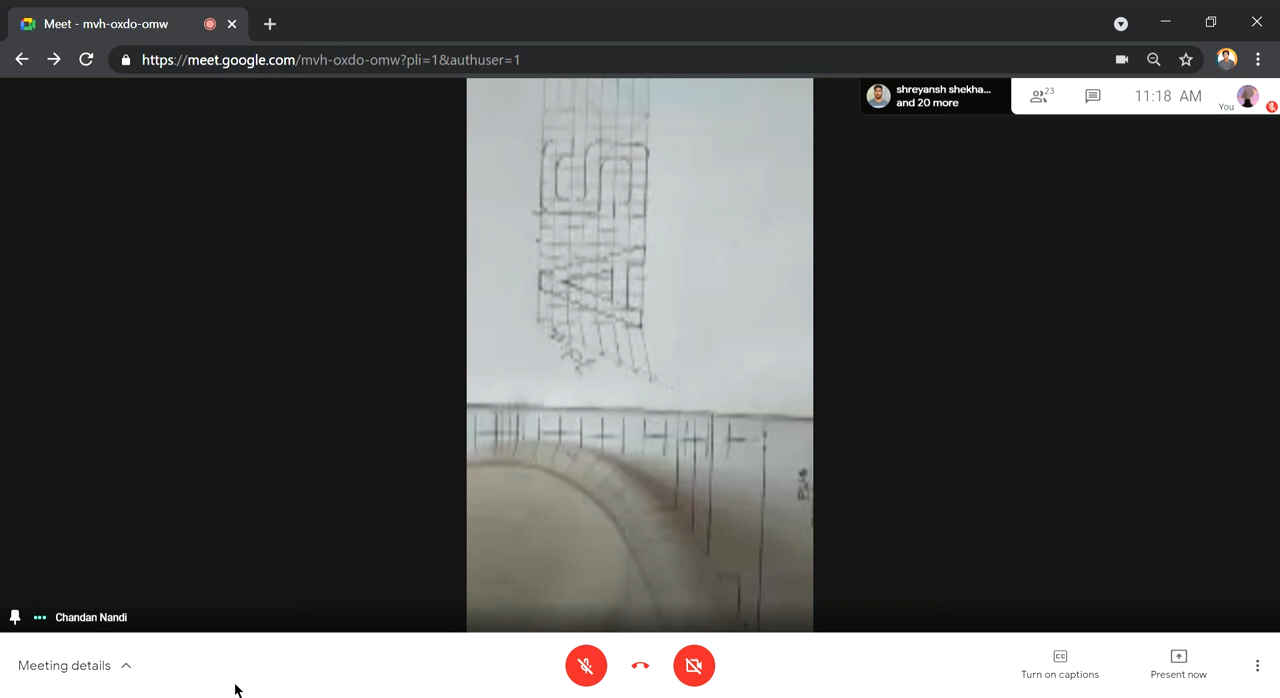 Meet - mvh-oxdo-omw
https://meet.google.com/mvh-oxdo-omw?pli=1&authuser=1
shreyansh shekha...
and 20 more
23
11:18 AM
You
Chandan Nandi
Meeting details
CC
Turn on captions
Present now